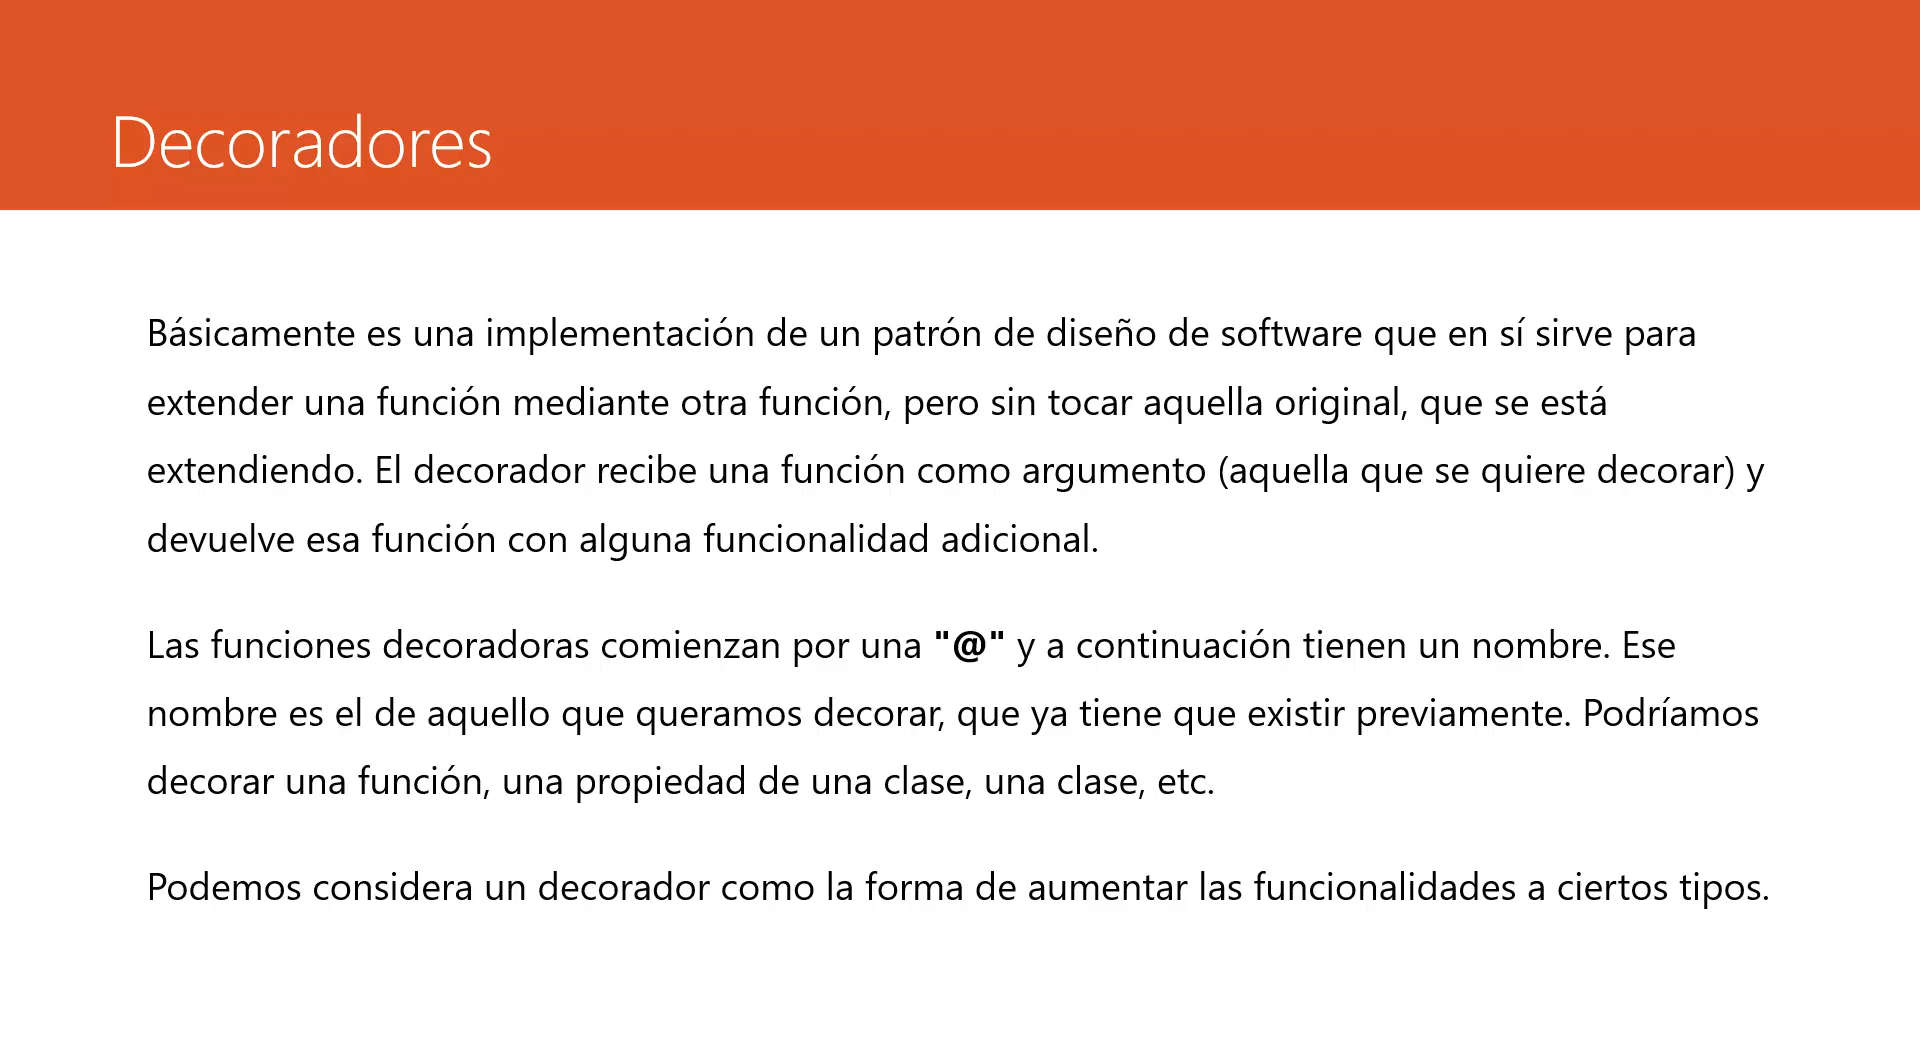 Decoradores
Básicamente es una implementación de un patrón de diseño de software que en sí sirve para
extender una función mediante otra función, pero sin tocar aquella original, que se está
extendiendo. El decorador recibe una función como argumento (aquella que se quiere decorar) y
devuelve esa función con alguna funcionalidad adicional.
Las funciones decoradoras comienzan por una "@" y a continuación tienen un nombre. Ese
nombre es el de aquello que queramos decorar, que ya tiene que existir previamente. Podríamos
decorar una función, una propiedad de una clase, una clase, etc.
Podemos considera un decorador como la forma de aumentar las funcionalidades a ciertos tipos.